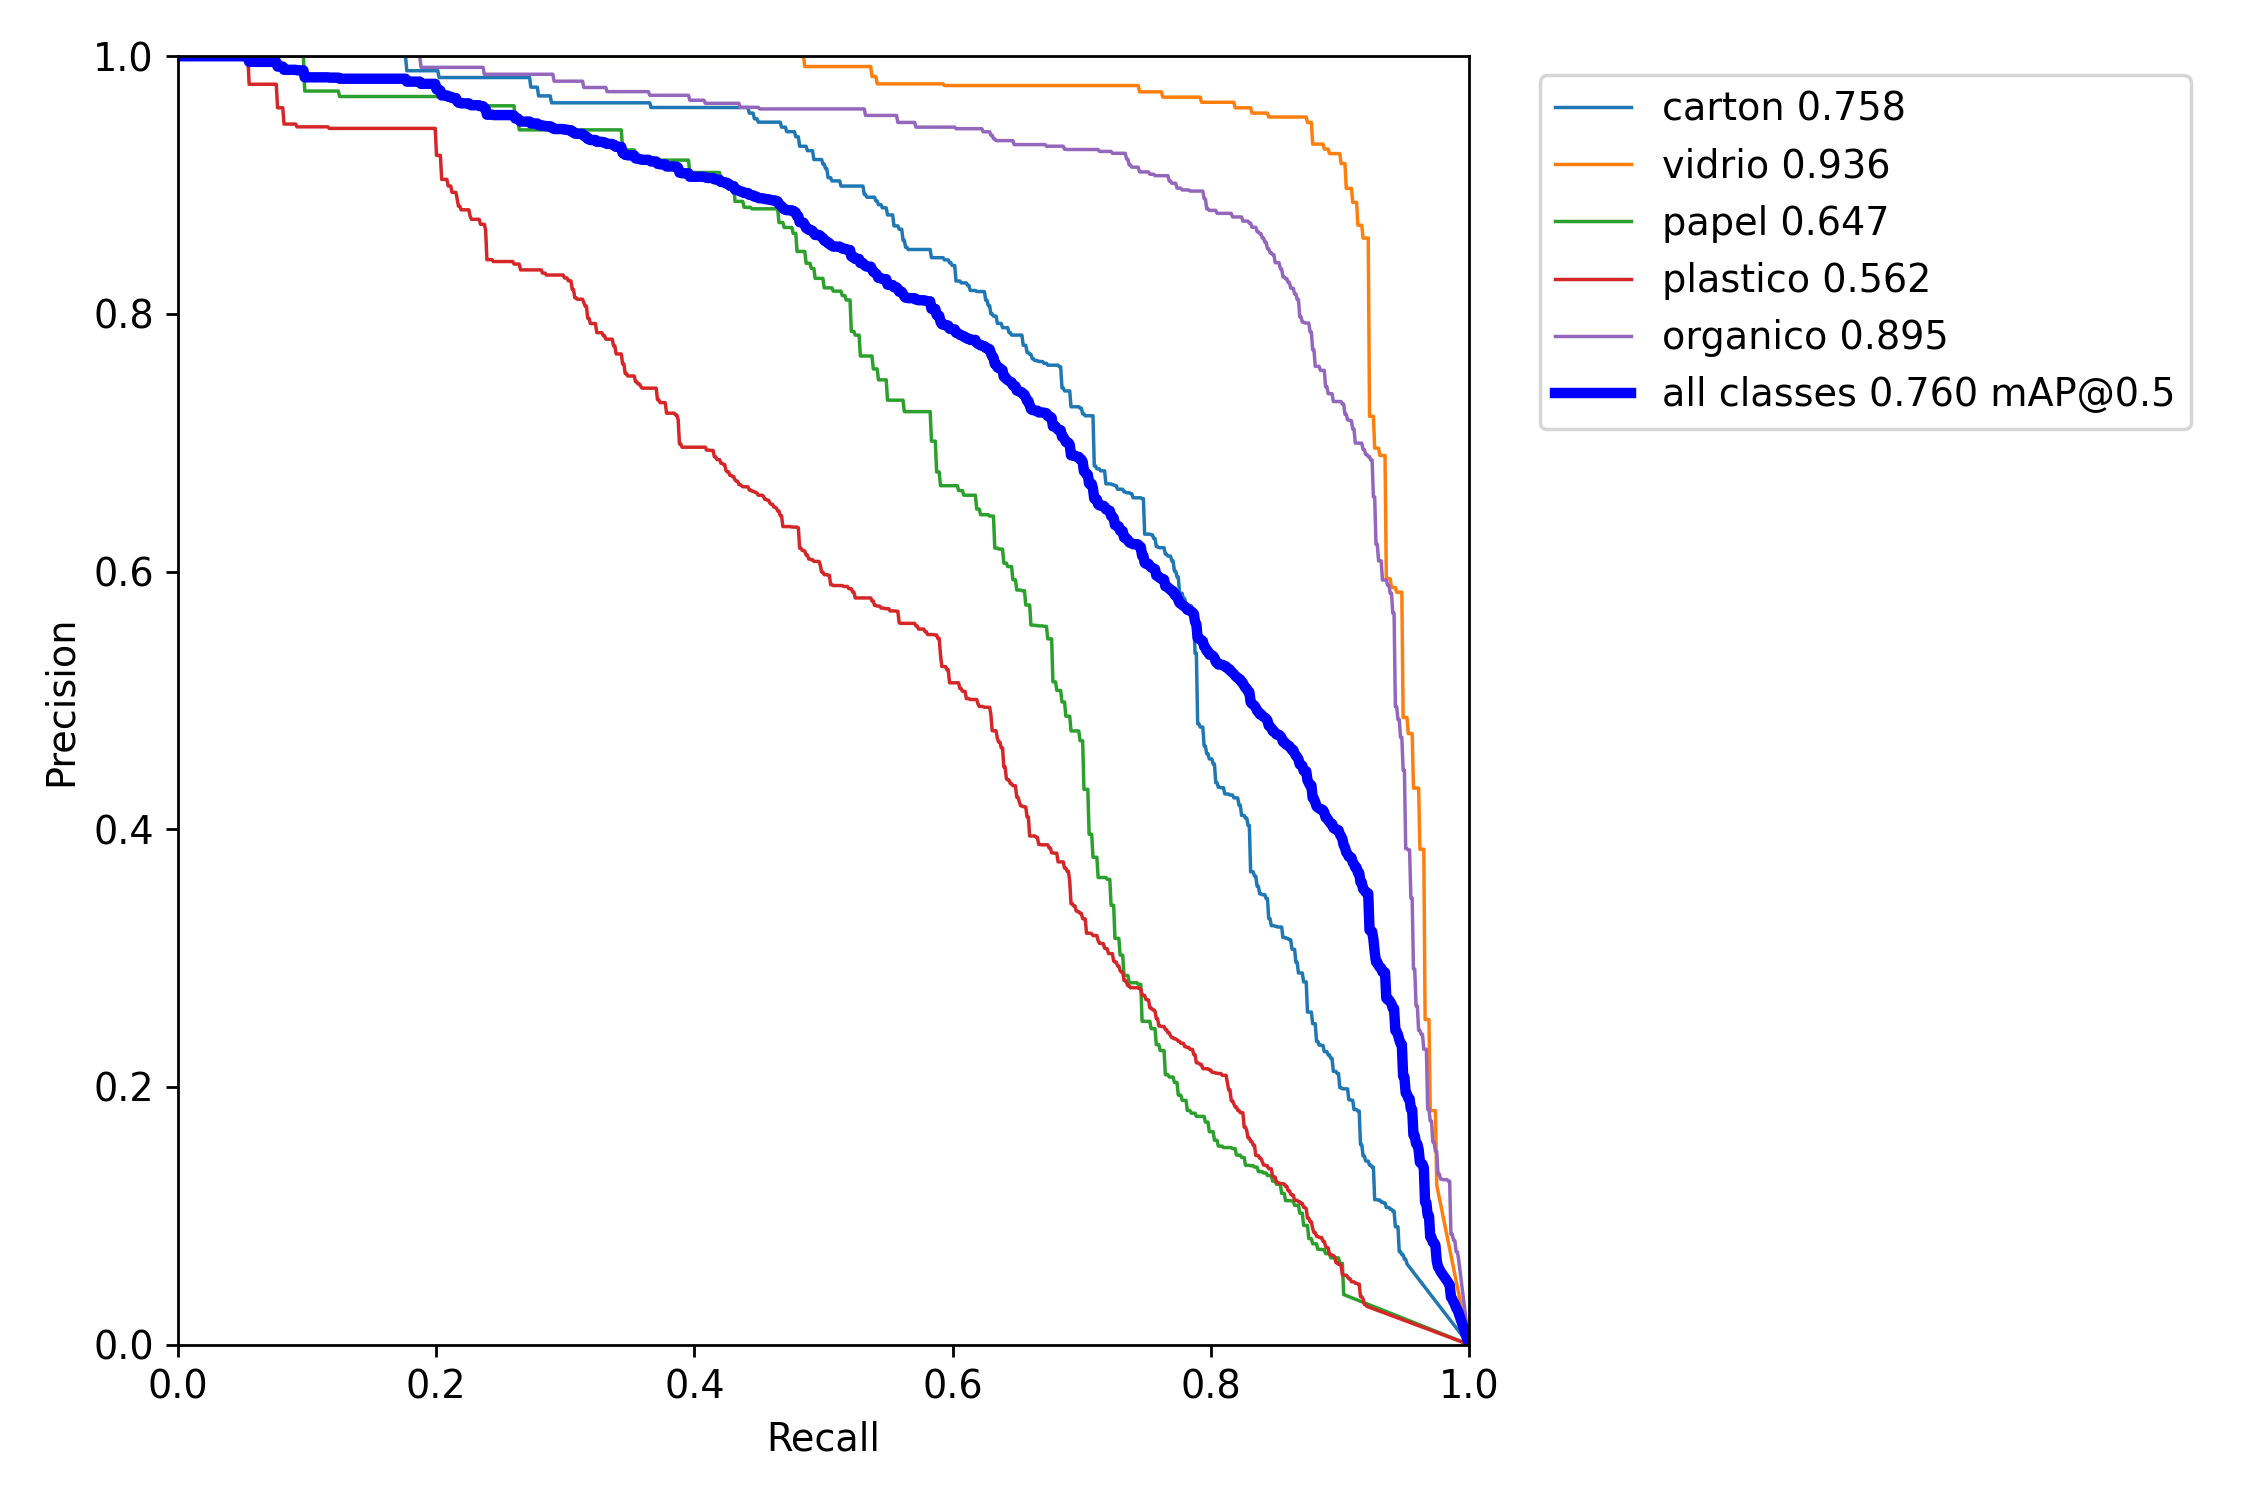 1.0
0.8
0.6
0.4
0.2
0.0
0.0 0.2 0.4 0.6 0.8 1.0
Precision
Recall
carton 0.758
vidrio 0.936
papel 0.647
plastico 0.562
organico 0.895
all classes 0.760 mAP@0.5